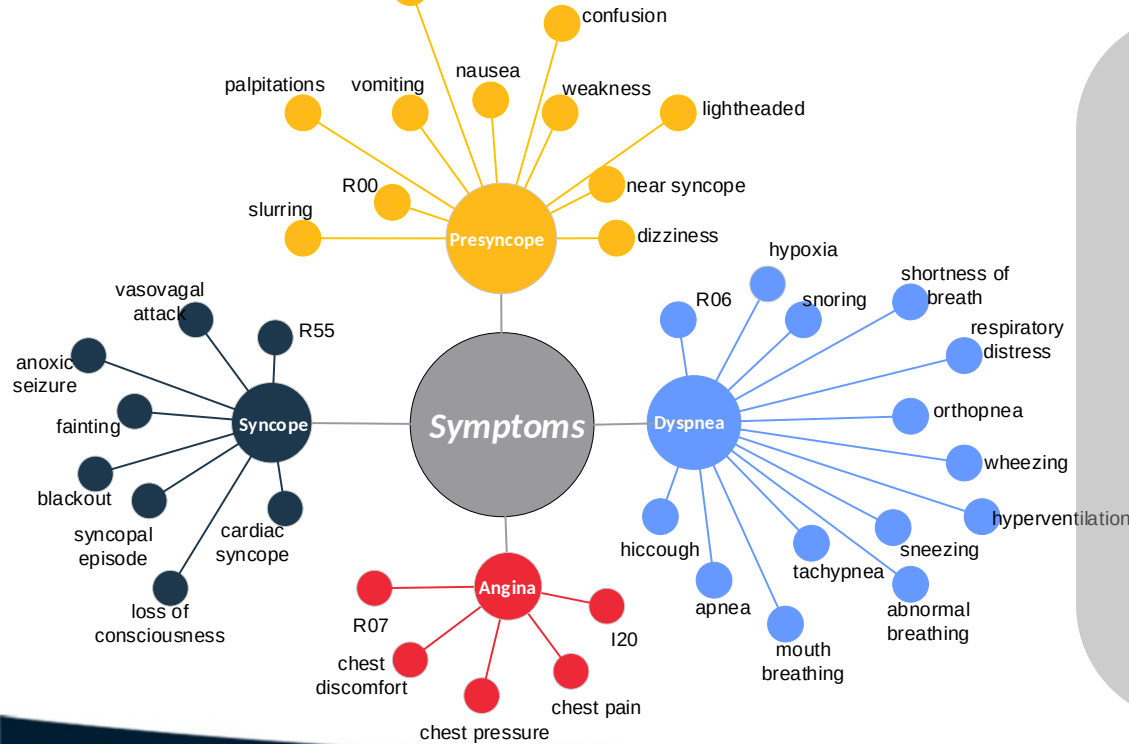 confusion
nausea
palpitations
vomiting
weakness
lightheaded
R00
near syncope
slurring
Presyncope
dizziness
hypoxia
vasovagal
attack
R55
anoxic
seizure
fainting
Syncope
blackout
syncopal
episode
cardiac
syncope
loss of
consciousness
Symptoms
R06
snoring
shortness of
breath
respiratory
distress
Dyspnea
orthopnea
wheezing
hyperventilation
hiccough
sneezing
tachypnea
apnea
abnormal
breathing
mouth
breathing
Angina
R07
I20
chest
discomfort
chest pain
chest pressure